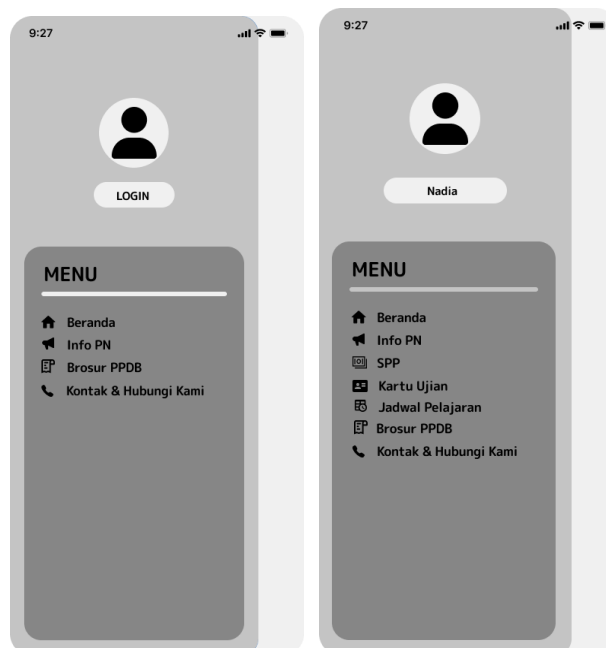 9:27
LOGIN
MENU
Beranda
Info PN
Brosur PPDB
Kontak & Hubungi Kami
9:27
Nadia
MENU
Beranda
Info PN
SPP
Kartu Ujian
Jadwal Pelajaran
Brosur PPDB
Kontak & Hubungi Kami